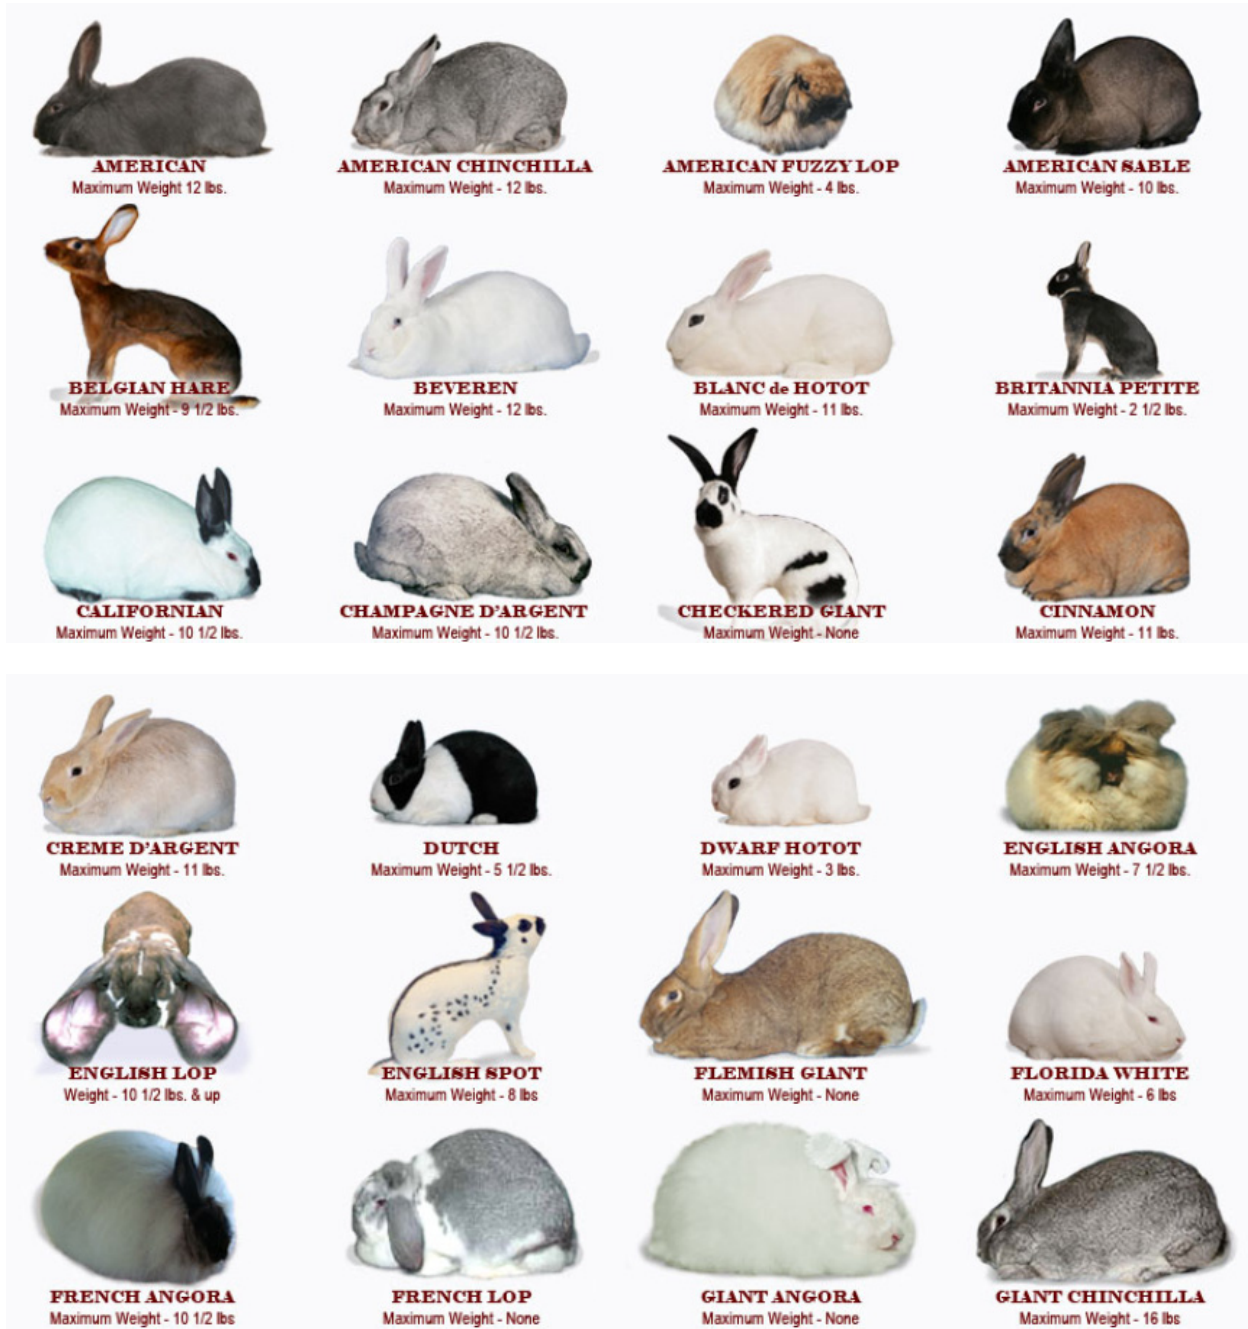 AMERICAN
Maximum Weight 12 lbs.
AMERICAN CHINCHILLA
Maximum Weight - 12 lbs.
AMERICAN FUZZY LOP
Maximum Weight - 4 lbs.
AMERICAN SABLE
Maximum Weight - 10 lbs.
BELGIAN HARE
Maximum Weight - 9 1/2 lbs.
BEVEREN
Maximum Weight - 12 lbs.
BLANC de HOTOT
Maximum Weight - 11 lbs.
BRITANNIA PETITE
Maximum Weight - 2 1/2 lbs.
CALIFORNIAN
Maximum Weight - 10 1/2 lbs.
CHAMPAGNE D'ARGENT
Maximum Weight - 10 1/2 lbs.
CHECKERED GIANT
Maximum Weight - None
CINNAMON
Maximum Weight - 11 lbs.
CREME D'ARGENT
Maximum Weight - 11 lbs.
DUTCH
Maximum Weight - 5 1/2 lbs.
DWARF HOTOT
Maximum Weight - 3 lbs.
ENGLISH ANGORA
Maximum Weight - 7 1/2 lbs.
ENGLISH LOP
Weight - 10 1/2 lbs. & up
ENGLISH SPOT
Maximum Weight - 8 lbs
FLEMISH GIANT
Maximum Weight - None
FLORIDA WHITE
Maximum Weight - 6 lbs
FRENCH ANGORA
Maximum Weight - 10 1/2 lbs
FRENCH LOP
Maximum Weight - None
GIANT ANGORA
Maximum Weight - None
GIANT CHINCHILLA
Maximum Weight - 16 lbs